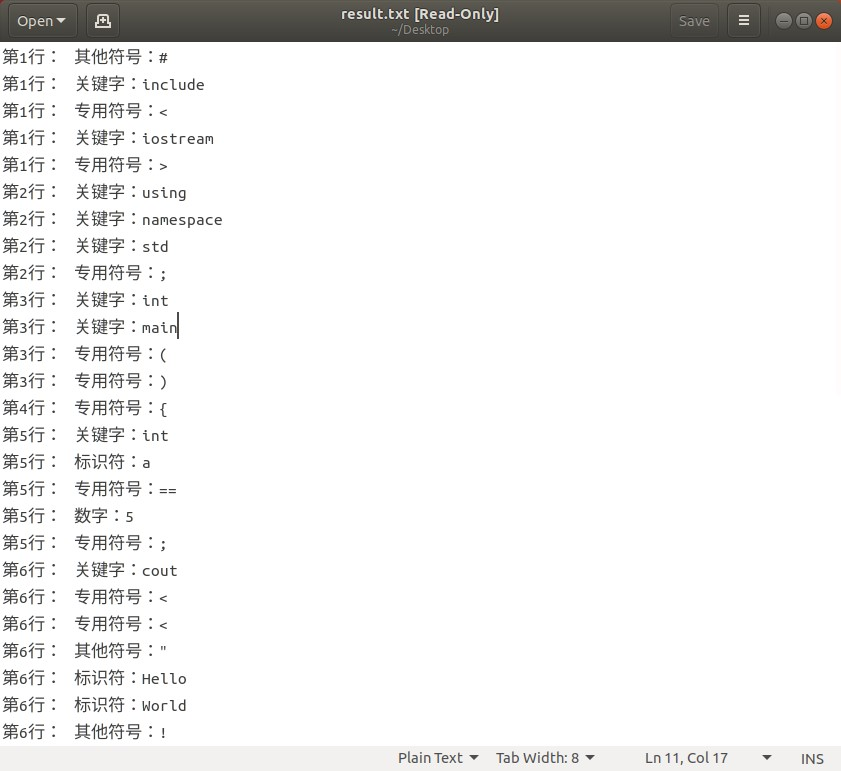 Open
result.txt [Read-Only]
~/Desktop
Save
第1行： 其他符号：#
第1行： 关键字：include
第1行： 专用符号：<
第1行： 关键字：iostream
第1行： 专用符号：>
第2行： 关键字：using
第2行： 关键字：namespace
第2行： 关键字：std
第2行： 专用符号：;
第3行： 关键字：int
第3行： 关键字：main
第3行： 专用符号：(
第3行： 专用符号：)
第4行： 专用符号：{
第5行： 关键字：int
第5行： 标识符：a
第5行： 专用符号：==
第5行： 数字：5
第5行： 专用符号：;
第6行： 关键字：cout
第6行： 专用符号：<
第6行： 专用符号：<
第6行： 其他符号："
第6行： 标识符：Hello
第6行： 标识符：World
第6行： 其他符号：!
Plain Text Tab Width: 8 Ln 11, Col 17 INS